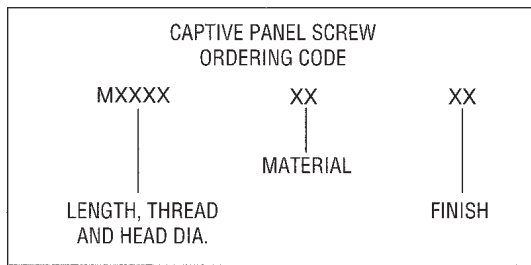 CAPTIVE PANEL SCREW
ORDERING CODE
MXXXX XX XX
MATERIAL
LENGTH, THREAD
AND HEAD DIA.
FINISH